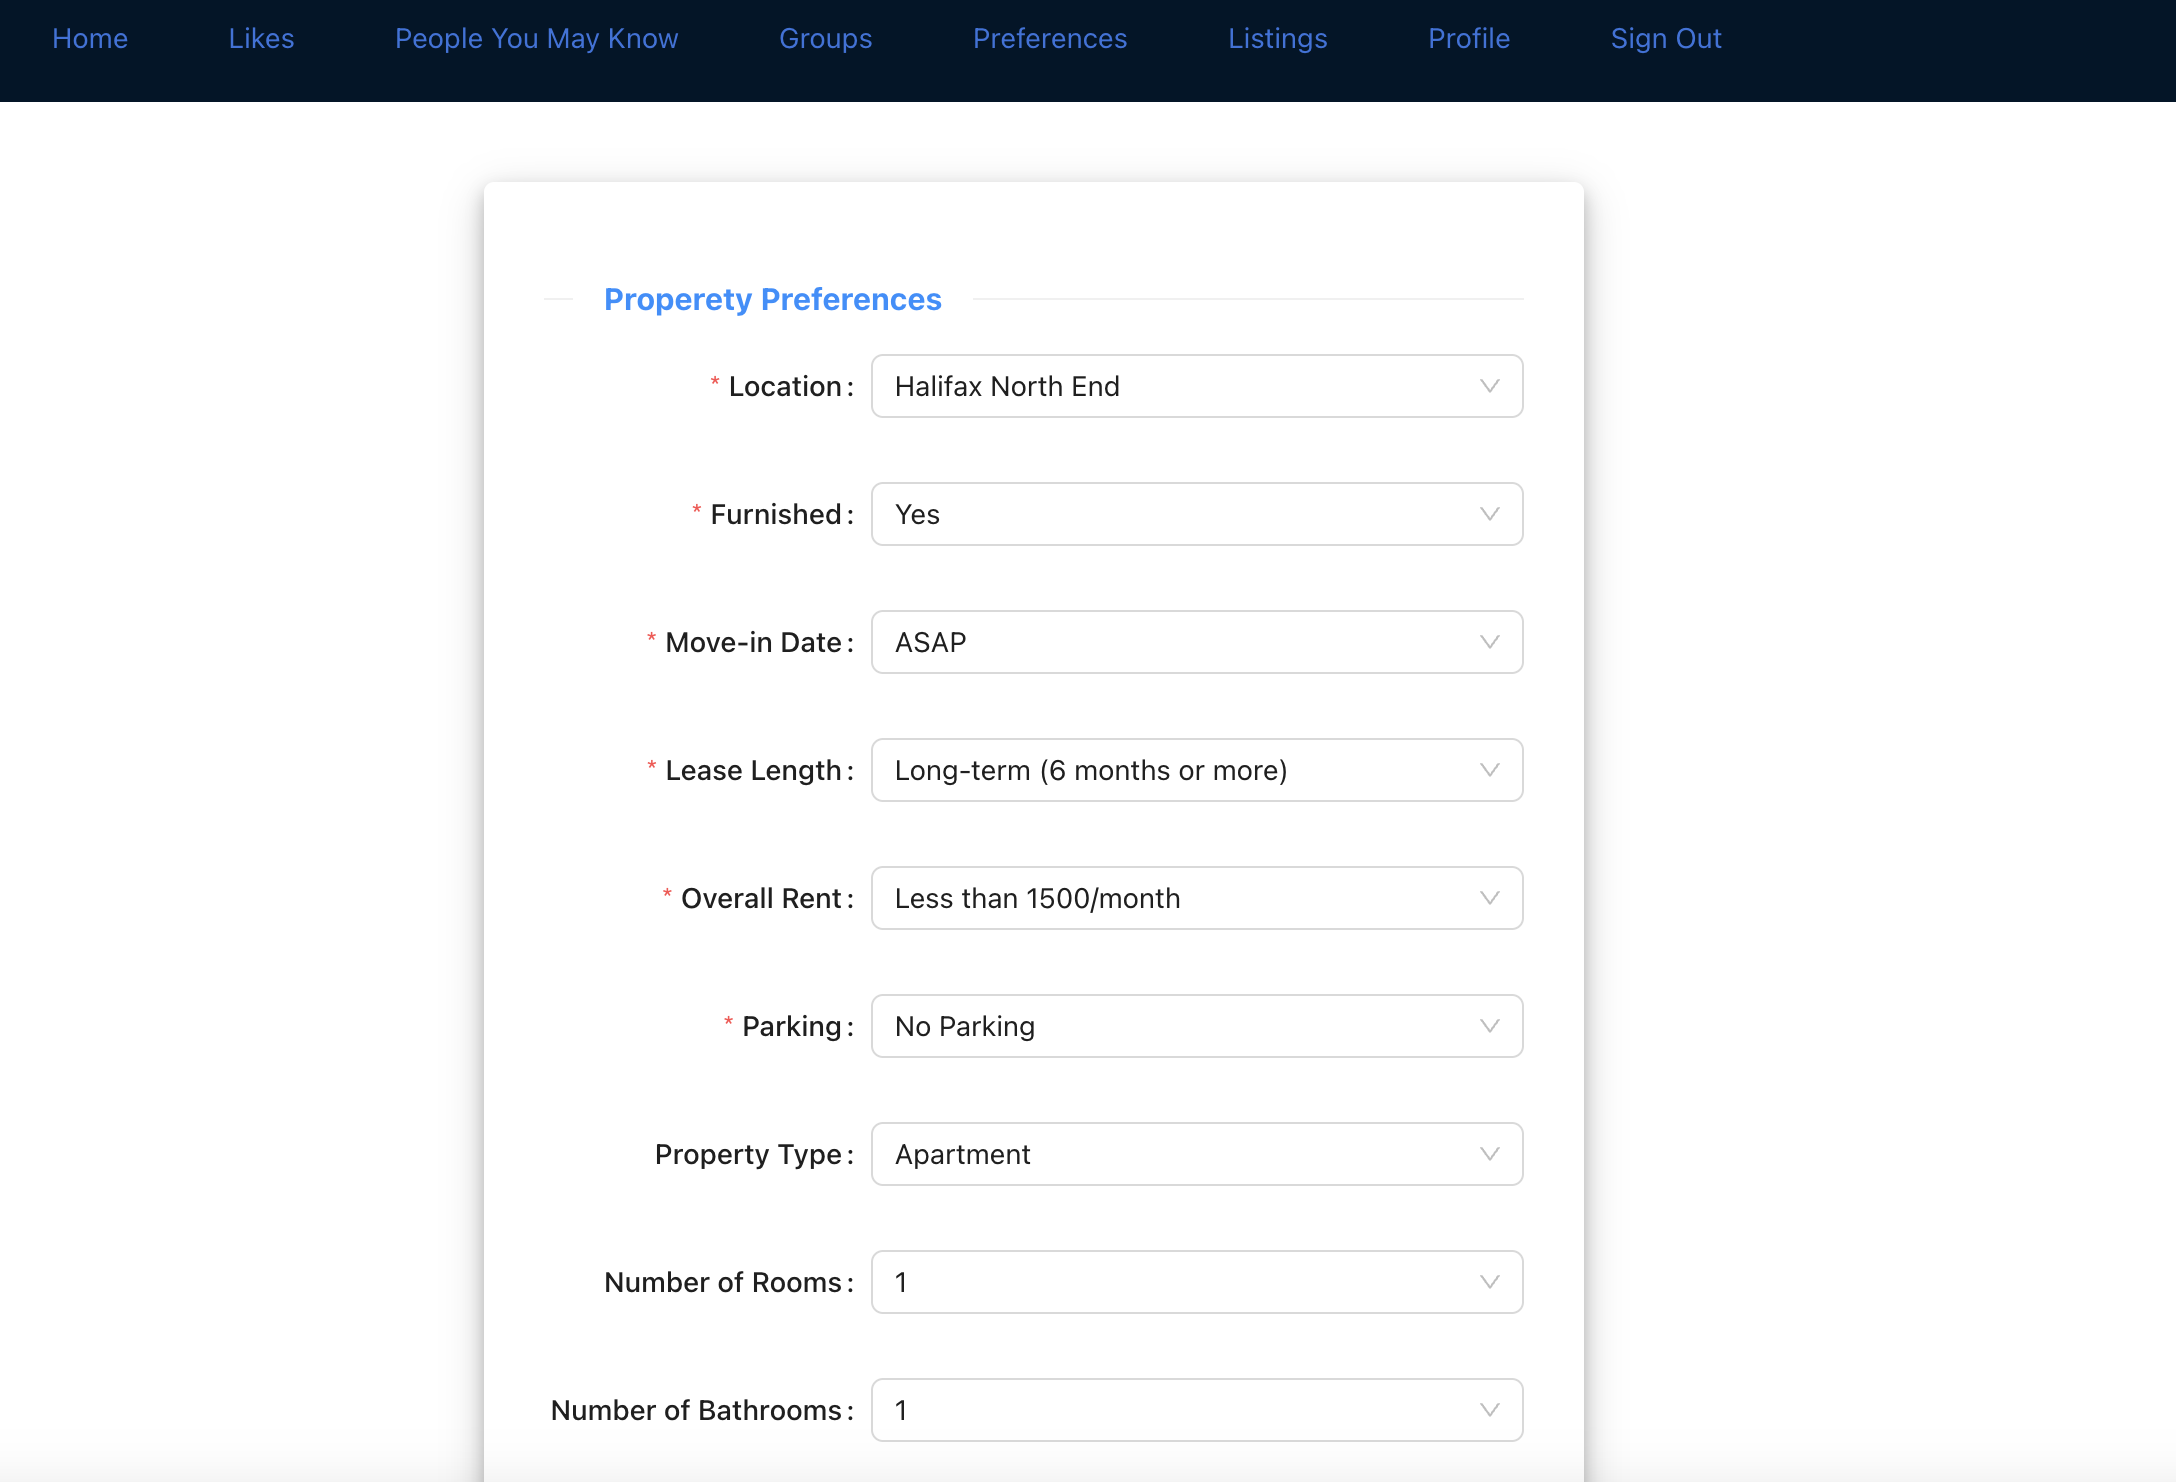 Home Likes People You May Know Groups Preferences Listings Profile Sign Out
Properety Preferences
* Location: Halifax North End
* Furnished: Yes
* Move-in Date: ASAP
* Lease Length: Long-term (6 months or more)
* Overall Rent: Less than 1500/month
* Parking: No Parking
Property Type: Apartment
Number of Rooms: 1
Number of Bathrooms: 1